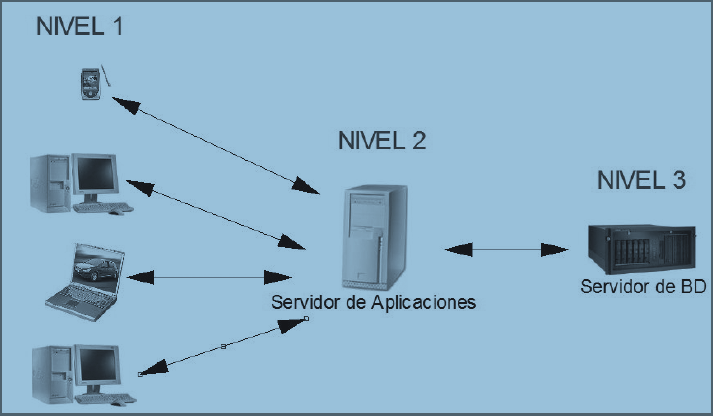 NIVEL 1
NIVEL 2
NIVEL 3
Servidor de Aplicaciones
Servidor de BD